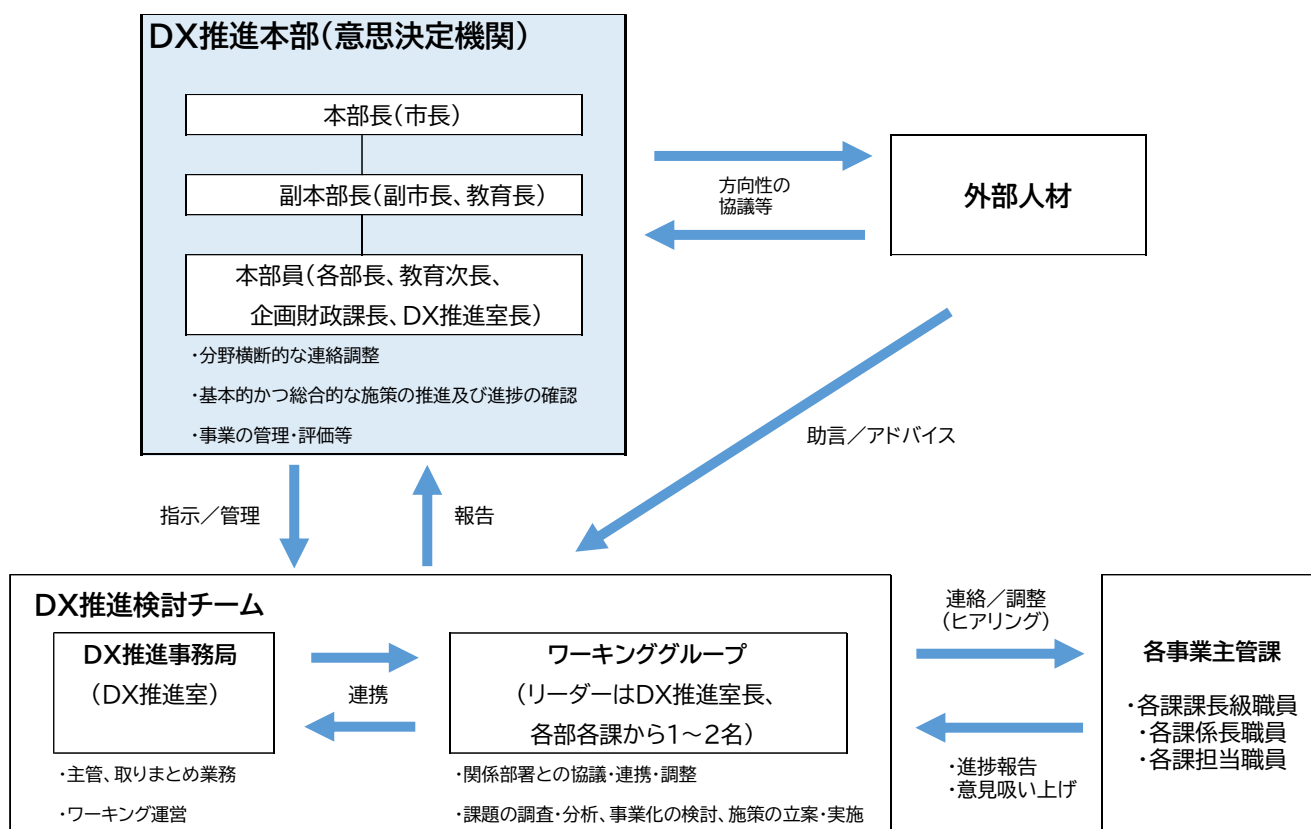 DX推進本部(意思決定機関)
本部長(市長)
副本部長(副市長、教育長)
本部員(各部長、教育次長、
企画財政課長、DX推進室長)
・分野横断的な連絡調整
・基本的かつ総合的な施策の推進及び進捗の確認
・事業の管理・評価等
方向性の
協議等
外部人材
助言／アドバイス
指示／管理
報告
DX推進検討チーム
DX推進事務局
(DX推進室)
・主管、取りまとめ業務
・ワーキング運営
連携
ワーキンググループ
(リーダーはDX推進室長、
各部各課から1～2名)
・関係部署との協議・連携・調整
・課題の調査・分析、事業化の検討、施策の立案・実施
連絡／調整
(ヒアリング)
・進捗報告
・意見吸い上げ
各事業主管課
・各課課長級職員
・各課係長職員
・各課担当職員